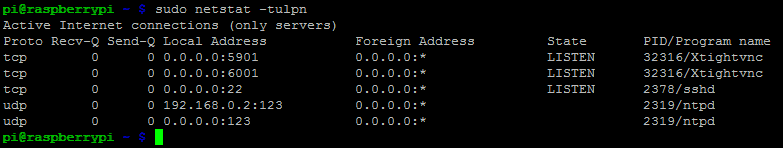 pi@raspberrypi ~ $ sudo netstat -tulpn
Active Internet connections (only servers)
Proto Recv-Q Send-Q Local Address           Foreign Address         State       PID/Program name
tcp        0      0 0.0.0.0:5901            0.0.0.0:*               LISTEN      32316/Xtightvnc
tcp        0      0 0.0.0.0:6001            0.0.0.0:*               LISTEN      32316/Xtightvnc
tcp        0      0 0.0.0.0:22              0.0.0.0:*               LISTEN      2378/sshd
udp        0      0 192.168.0.2:123         0.0.0.0:*                           2319/ntpd
udp        0      0 0.0.0.0:123             0.0.0.0:*                           2319/ntpd
pi@raspberrypi ~ $